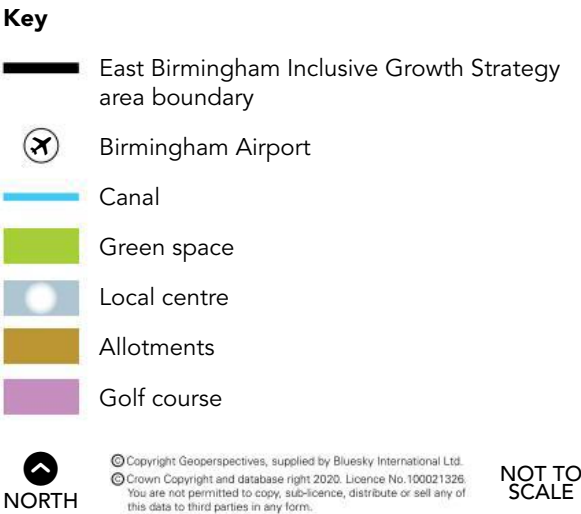 Key
East Birmingham Inclusive Growth Strategy
area boundary
Birmingham Airport
Canal
Green space
Local centre
Allotments
Golf course
NORTH
© Copyright Geoperspectives, supplied by Bluesky International Ltd.
© Crown Copyright and database right 2020. Licence No.100021326.
You are not permitted to copy, sub-licence, distribute or sell any of
this data to third parties in any form.
NOT TO
SCALE